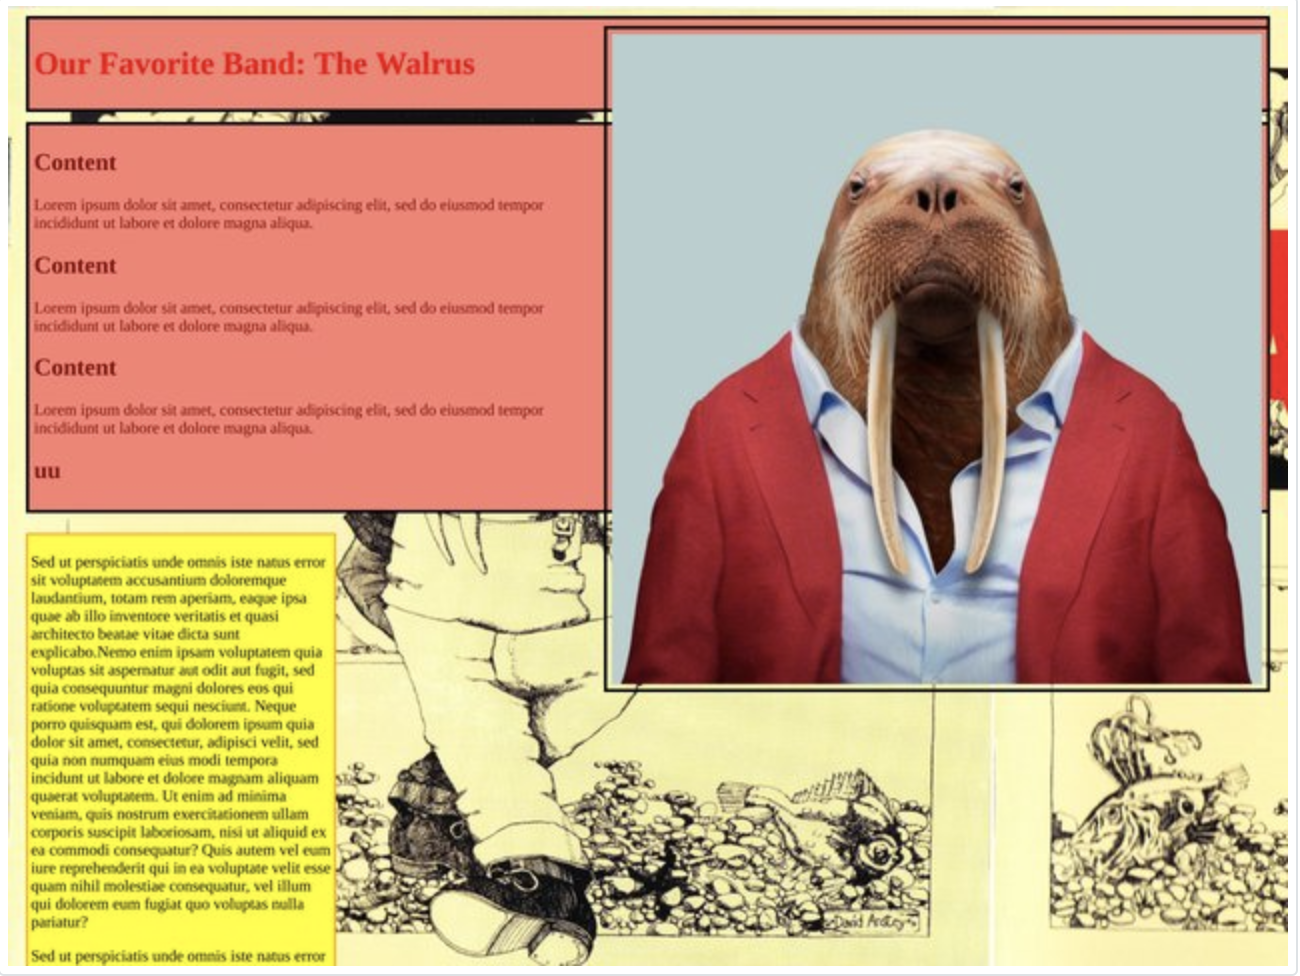 Our Favorite Band: The Walrus
Content
Lorem ipsum dolor sit amet, consectetur adipiscing elit, sed do eiusmod tempor
incididunt ut labore et dolore magna aliqua.
Content
Lorem ipsum dolor sit amet, consectetur adipiscing elit, sed do eiusmod tempor
incididunt ut labore et dolore magna aliqua.
Content
Lorem ipsum dolor sit amet, consectetur adipiscing elit, sed do eiusmod tempor
incididunt ut labore et dolore magna aliqua.
uu
Sed ut perspiciatis unde omnis iste natus error
sit voluptatem accusantium doloremque
laudantium, totam rem aperiam, eaque ipsa
quae ab illo inventore veritatis et quasi
architecto beatae vitae dicta sunt
explicabo.Nemo enim ipsam voluptatem quia
voluptas sit aspernatur aut odit aut fugit, sed
quia consequuntur magni dolores eos qui
ratione voluptatem sequi nesciunt. Neque
porro quisquam est, qui dolorem ipsum quia
dolor sit amet, consectetur, adipisci velit, sed
quia non numquam eius modi tempora
incidunt ut labore et dolore magnam aliquam
quaerat voluptatem. Ut enim ad minima
veniam, quis nostrum exercitationem ullam
corporis suscipit laboriosam, nisi ut aliquid ex
ea commodi consequatur? Quis autem vel eum
iure reprehenderit qui in ea voluptate velit esse
quam nihil molestiae consequatur, vel illum
qui dolorem eum fugiat quo voluptas nulla
pariatur?
Sed ut perspiciatis unde omnis iste natus error
David